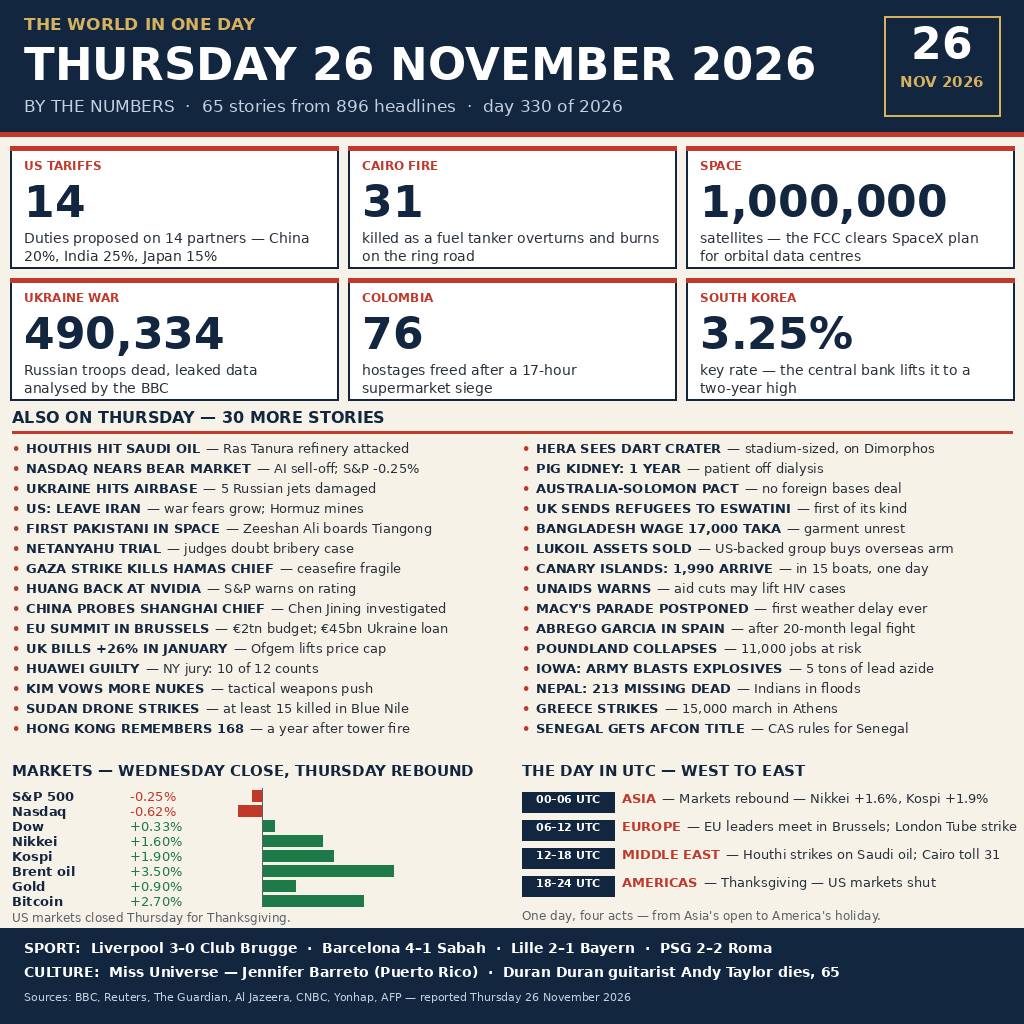 THE WORLD IN ONE DAY
THURSDAY 26 NOVEMBER 2026
BY THE NUMBERS · 65 stories from 896 headlines · day 330 of 2026
26
NOV 2026
US TARIFFS
14
Duties proposed on 14 partners — China
20%, India 25%, Japan 15%
CAIRO FIRE
31
killed as a fuel tanker overturns and burns
on the ring road
SPACE
1,000,000
satellites — the FCC clears SpaceX plan
for orbital data centres
UKRAINE WAR
490,334
Russian troops dead, leaked data
analysed by the BBC
COLOMBIA
76
hostages freed after a 17-hour
supermarket siege
SOUTH KOREA
3.25%
key rate — the central bank lifts it to a
two-year high
ALSO ON THURSDAY — 30 MORE STORIES
• HOUTHIS HIT SAUDI OIL — Ras Tanura refinery attacked
• NASDAQ NEARS BEAR MARKET — AI sell-off; S&P -0.25%
• UKRAINE HITS AIRBASE — 5 Russian jets damaged
• US: LEAVE IRAN — war fears grow; Hormuz mines
• FIRST PAKISTANI IN SPACE — Zeeshan Ali boards Tiangong
• NETANYAHU TRIAL — judges doubt bribery case
• GAZA STRIKE KILLS HAMAS CHIEF — ceasefire fragile
• HUANG BACK AT NVIDIA — S&P warns on rating
• CHINA PROBES SHANGHAI CHIEF — Chen Jining investigated
• EU SUMMIT IN BRUSSELS — €2tn budget; €45bn Ukraine loan
• UK BILLS +26% IN JANUARY — Ofgem lifts price cap
• HUAWEI GUILTY — NY jury: 10 of 12 counts
• KIM VOWS MORE NUKES — tactical weapons push
• SUDAN DRONE STRIKES — at least 15 killed in Blue Nile
• HONG KONG REMEMBERS 168 — a year after tower fire
• HERA SEES DART CRATER — stadium-sized, on Dimorphos
• PIG KIDNEY: 1 YEAR — patient off dialysis
• AUSTRALIA-SOLOMON PACT — no foreign bases deal
• UK SENDS REFUGEES TO ESWATINI — first of its kind
• BANGLADESH WAGE 17,000 TAKA — garment unrest
• LUKOIL ASSETS SOLD — US-backed group buys overseas arm
• CANARY ISLANDS: 1,990 ARRIVE — in 15 boats, one day
• UNAIDS WARNS — aid cuts may lift HIV cases
• MACY'S PARADE POSTPONED — first weather delay ever
• ABREGO GARCIA IN SPAIN — after 20-month legal fight
• POUNDLAND COLLAPSES — 11,000 jobs at risk
• IOWA: ARMY BLASTS EXPLOSIVES — 5 tons of lead azide
• NEPAL: 213 MISSING DEAD — Indians in floods
• GREECE STRIKES — 15,000 march in Athens
• SENEGAL GETS AFCON TITLE — CAS rules for Senegal
MARKETS — WEDNESDAY CLOSE, THURSDAY REBOUND
S&P 500 -0.25%
Nasdaq -0.62%
Dow +0.33%
Nikkei +1.60%
Kospi +1.90%
Brent oil +3.50%
Gold +0.90%
Bitcoin +2.70%
US markets closed Thursday for Thanksgiving.
THE DAY IN UTC — WEST TO EAST
00–06 UTC ASIA — Markets rebound — Nikkei +1.6%, Kospi +1.9%
06–12 UTC EUROPE — EU leaders meet in Brussels; London Tube strike
12–18 UTC MIDDLE EAST — Houthi strikes on Saudi oil; Cairo toll 31
18–24 UTC AMERICAS — Thanksgiving — US markets shut
One day, four acts — from Asia's open to America's holiday.
SPORT: Liverpool 3–0 Club Brugge · Barcelona 4–1 Sabah · Lille 2–1 Bayern · PSG 2–2 Roma
CULTURE: Miss Universe — Jennifer Barreto (Puerto Rico) · Duran Duran guitarist Andy Taylor dies, 65
Sources: BBC, Reuters, The Guardian, Al Jazeera, CNBC, Yonhap, AFP — reported Thursday 26 November 2026